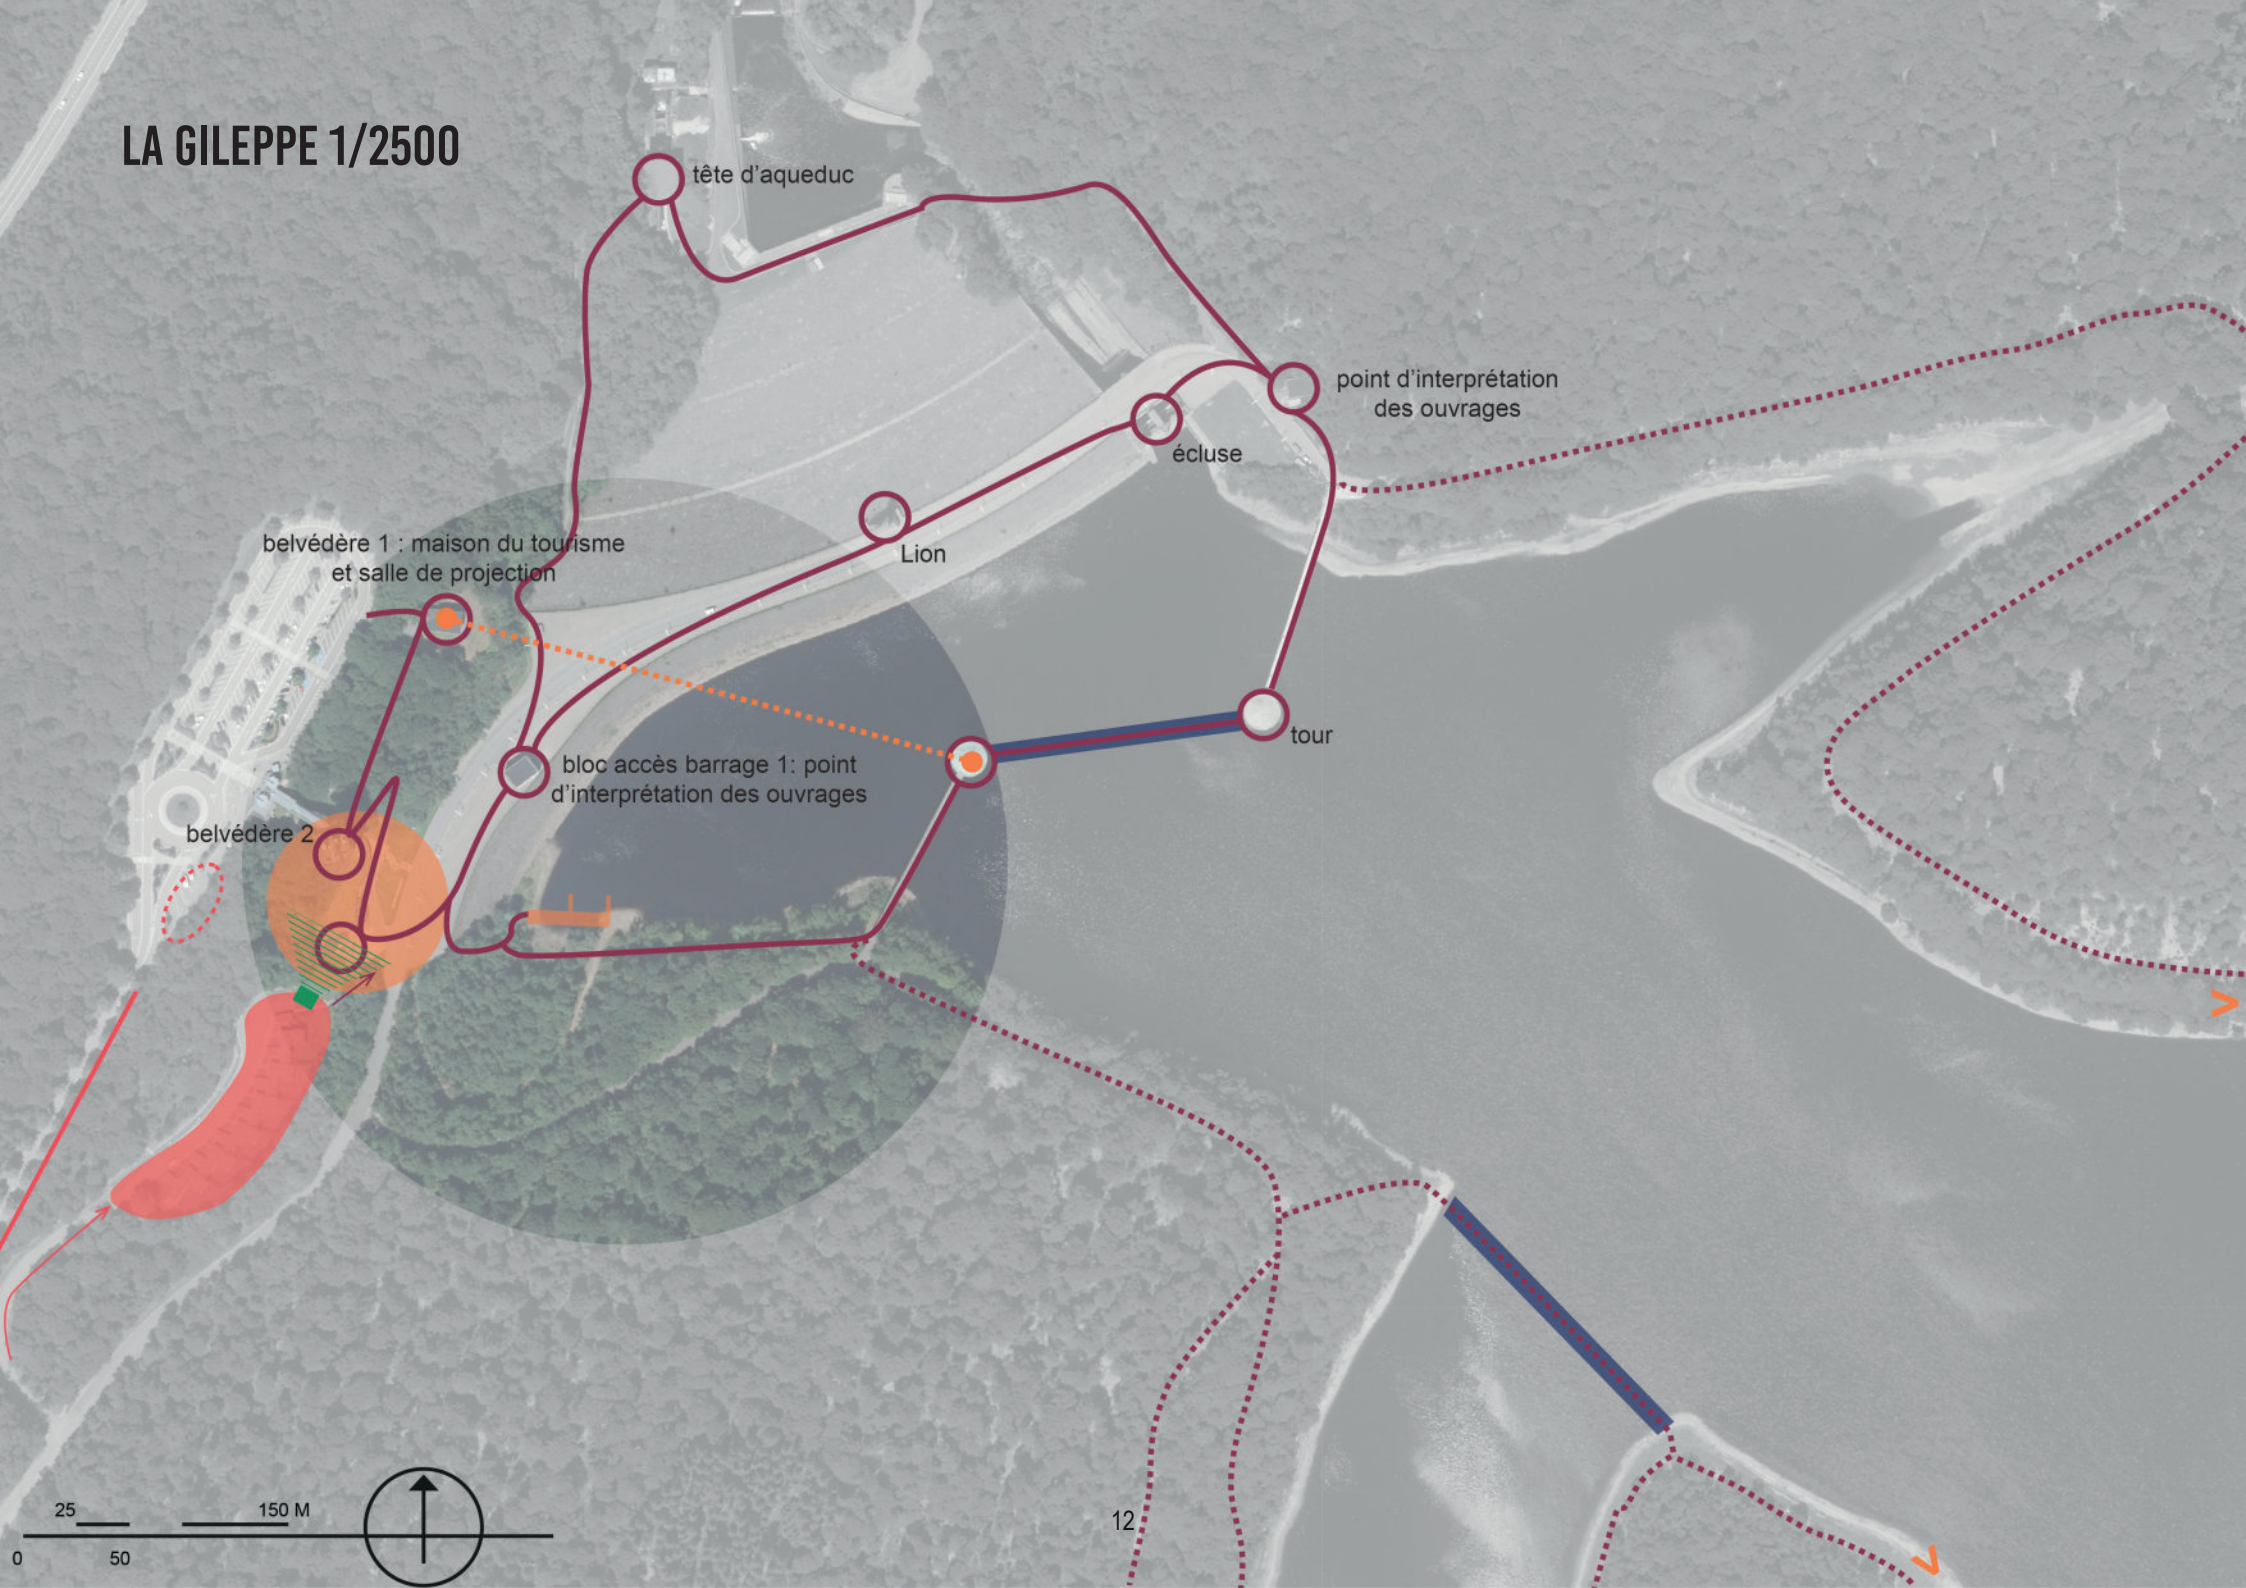 LA GILEPPE 1/2500
tête d'aqueduc
point d'interprétation
des ouvrages
écluse
Lion
belvédère 1 : maison du tourisme
et salle de projection
tour
bloc accès barrage 1: point
d'interprétation des ouvrages
belvédère 2
25
150 M
0
50
12